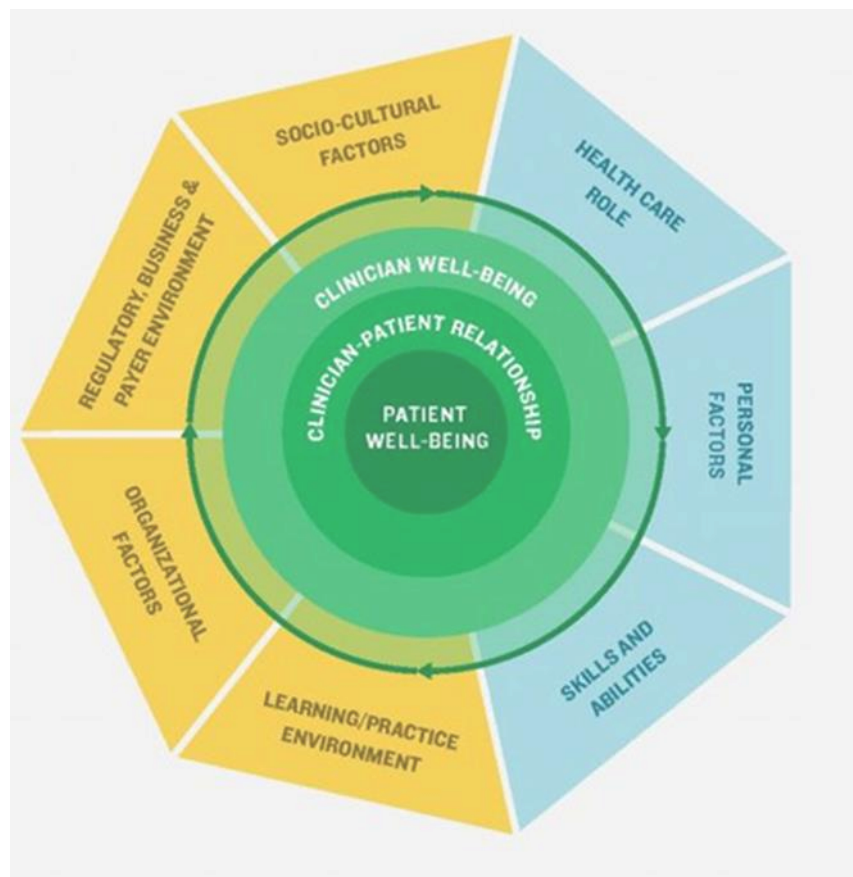 SOCIO-CULTURAL
FACTORS
HEALTH CARE
ROLE
REGULATORY, BUSINESS &
PAYER ENVIRONMENT
CLINICIAN WELL-BEING
CLINICIAN-PATIENT RELATIONSHIP
PATIENT
WELL-BEING
PERSONAL
FACTORS
ORGANIZATIONAL
FACTORS
SKILLS AND
ABILITIES
LEARNING/PRACTICE
ENVIRONMENT